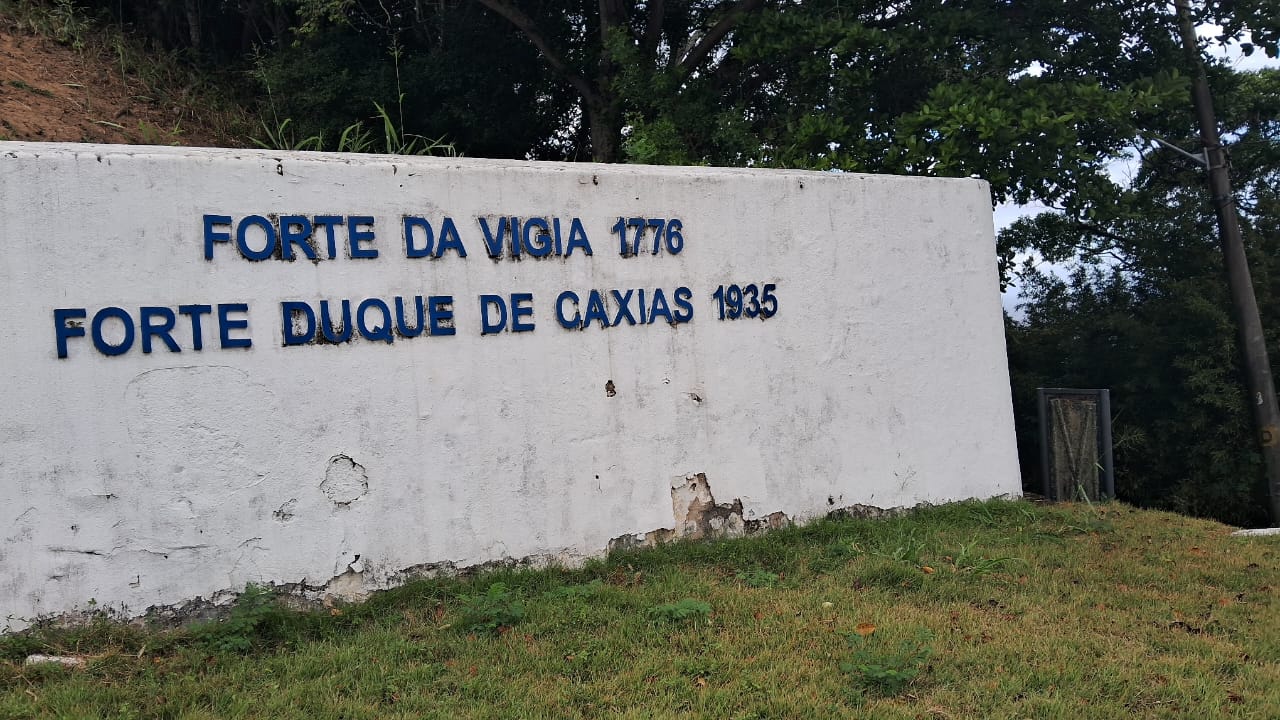 FORTE DA VIGIA 1776
FORTE DUQUE DE CAXIAS 1935